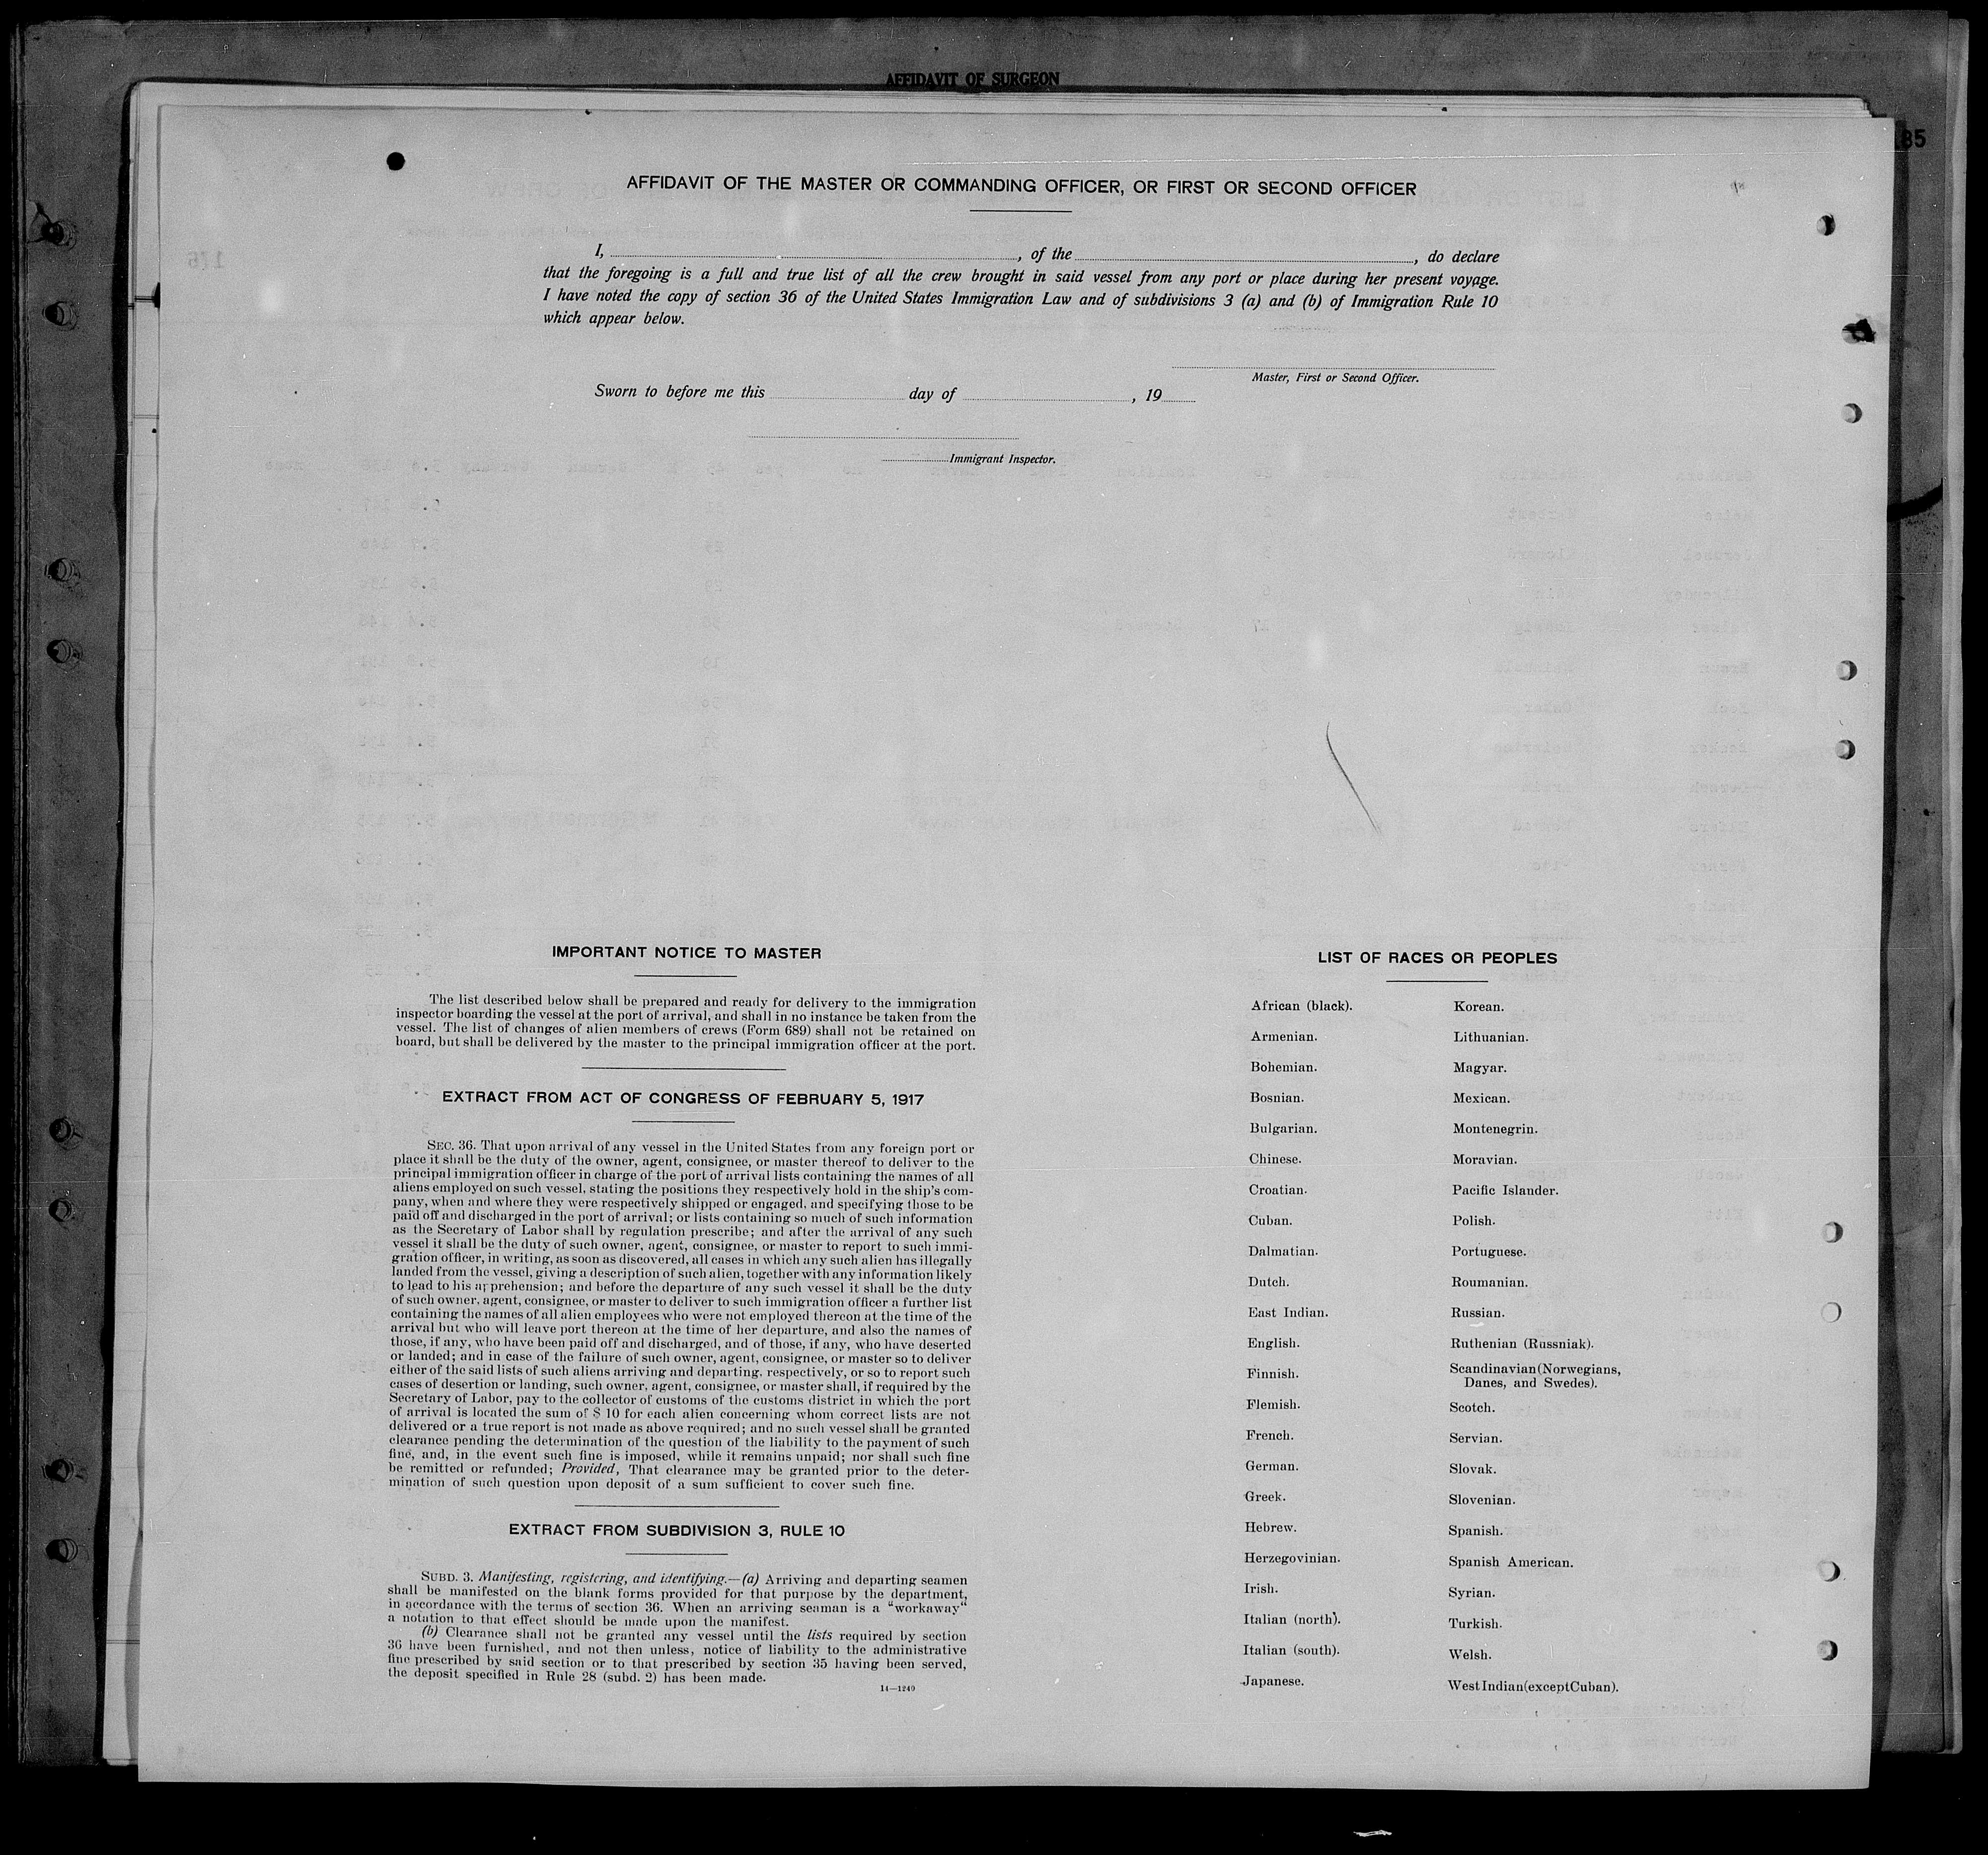 AFFIDAVIT OF SURGEON
85
AFFIDAVIT OF THE MASTER OR COMMANDING OFFICER, OR FIRST OR SECOND OFFICER
176
I, , of the , do declare
that the foregoing is a full and true list of all the crew brought in said vessel from any port or place during her present voyage.
I have noted the copy of section 36 of the United States Immigration Law and of subdivisions 3 (a) and (b) of Immigration Rule 10
which appear below.
Master, First or Second Officer.
Sworn to before me this day of , 19
Immigrant Inspector.
IMPORTANT NOTICE TO MASTER
The list described below shall be prepared and ready for delivery to the immigration
inspector boarding the vessel at the port of arrival, and shall in no instance be taken from the
vessel. The list of changes of alien members of crews (Form 689) shall not be retained on
board, but shall be delivered by the master to the principal immigration officer at the port.
EXTRACT FROM ACT OF CONGRESS OF FEBRUARY 5, 1917
SEC. 36. That upon arrival of any vessel in the United States from any foreign port or
place it shall be the duty of the owner, agent, consignee, or master thereof to deliver to the
principal immigration officer in charge of the port of arrival lists containing the names of all
aliens employed on such vessel, stating the positions they respectively hold in the ship's com-
pany, when and where they were respectively shipped or engaged, and specifying those to be
paid off and discharged in the port of arrival; or lists containing so much of such information
as the Secretary of Labor shall by regulation prescribe; and after the arrival of any such
vessel it shall be the duty of such owner, agent, consignee, or master to report to such immi-
gration officer, in writing, as soon as discovered, all cases in which any such alien has illegally
landed from the vessel, giving a description of such alien, together with any information likely
to lead to his apprehension; and before the departure of any such vessel it shall be the duty
of such owner, agent, consignee, or master to deliver to such immigration officer a further list
containing the names of all alien employees who were not employed thereon at the time of the
arrival but who will leave port thereon at the time of her departure, and also the names of
those, if any, who have been paid off and discharged, and of those, if any, who have deserted
or landed; and in case of the failure of such owner, agent, consignee, or master so to deliver
either of the said lists of such aliens arriving and departing, respectively, or so to report such
cases of desertion or landing, such owner, agent, consignee, or master shall, if required by the
Secretary of Labor, pay to the collector of customs of the customs district in which the port
of arrival is located the sum of $ 10 for each alien concerning whom correct lists are not
delivered or a true report is not made as above required; and no such vessel shall be granted
clearance pending the determination of the question of the liability to the payment of such
fine, and, in the event such fine is imposed, while it remains unpaid; nor shall such fine
be remitted or refunded; Provided, That clearance may be granted prior to the deter-
mination of such question upon deposit of a sum sufficient to cover such fine.
EXTRACT FROM SUBDIVISION 3, RULE 10
SUBD. 3. Manifesting, registering, and identifying.—(a) Arriving and departing seamen
shall be manifested on the blank forms provided for that purpose by the department,
in accordance with the terms of section 36. When an arriving seaman is a "workaway"
a notation to that effect should be made upon the manifest.
(b) Clearance shall not be granted any vessel until the lists required by section
36 have been furnished, and not then unless, notice of liability to the administrative
fine prescribed by said section or to that prescribed by section 35 having been served,
the deposit specified in Rule 28 (subd. 2) has been made.
14—1240
LIST OF RACES OR PEOPLES
African (black).
Armenian.
Bohemian.
Bosnian.
Bulgarian.
Chinese.
Croatian.
Cuban.
Dalmatian.
Dutch.
East Indian.
English.
Finnish.
Flemish.
French.
German.
Greek.
Hebrew.
Herzegovinian.
Irish.
Italian (north).
Italian (south).
Japanese.
Korean.
Lithuanian.
Magyar.
Mexican.
Montenegrin.
Moravian.
Pacific Islander.
Polish.
Portuguese.
Roumanian.
Russian.
Ruthenian (Russniak).
Scandinavian (Norwegians,
Danes, and Swedes).
Scotch.
Servian.
Slovak.
Slovenian.
Spanish.
Spanish American.
Syrian.
Turkish.
Welsh.
West Indian (except Cuban).